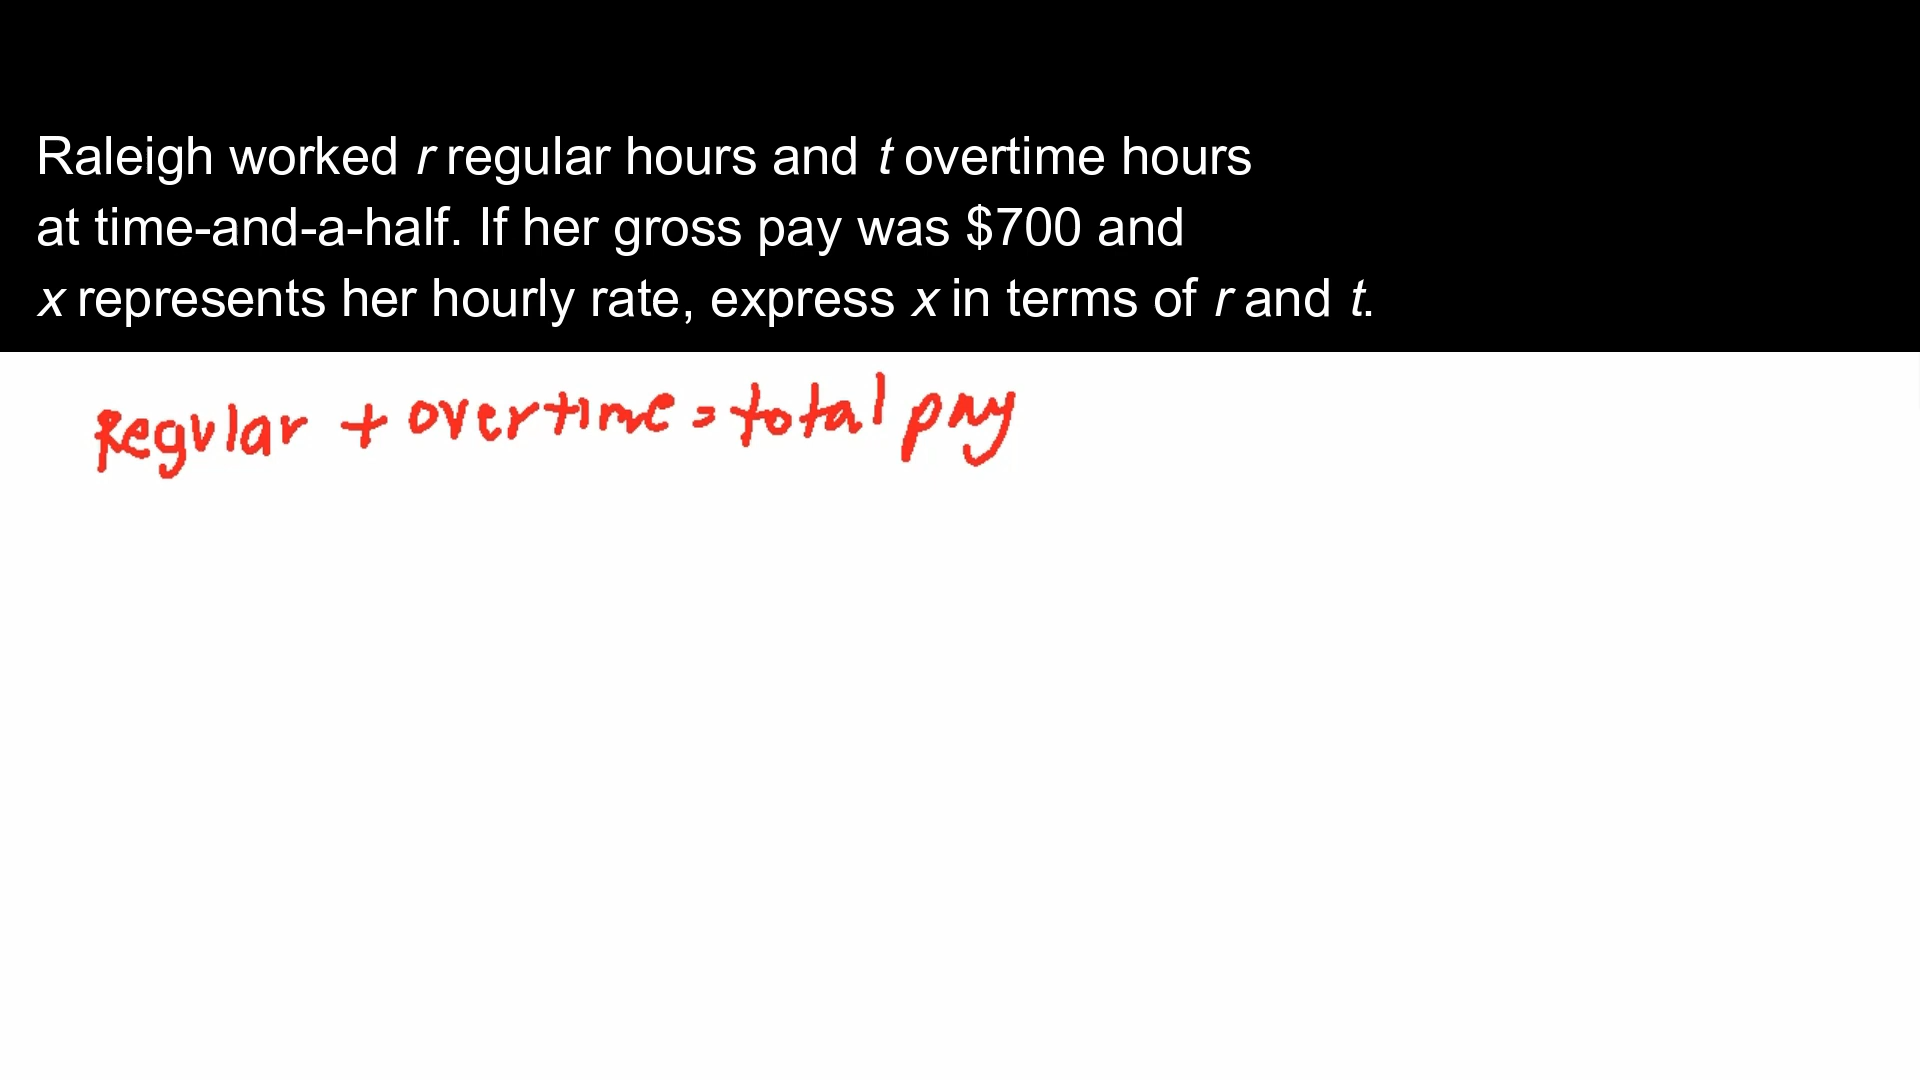 Raleigh worked r regular hours and t overtime hours
at time-and-a-half. If her gross pay was $700 and
x represents her hourly rate, express x in terms of r and t.
Regular + overtime = total pay